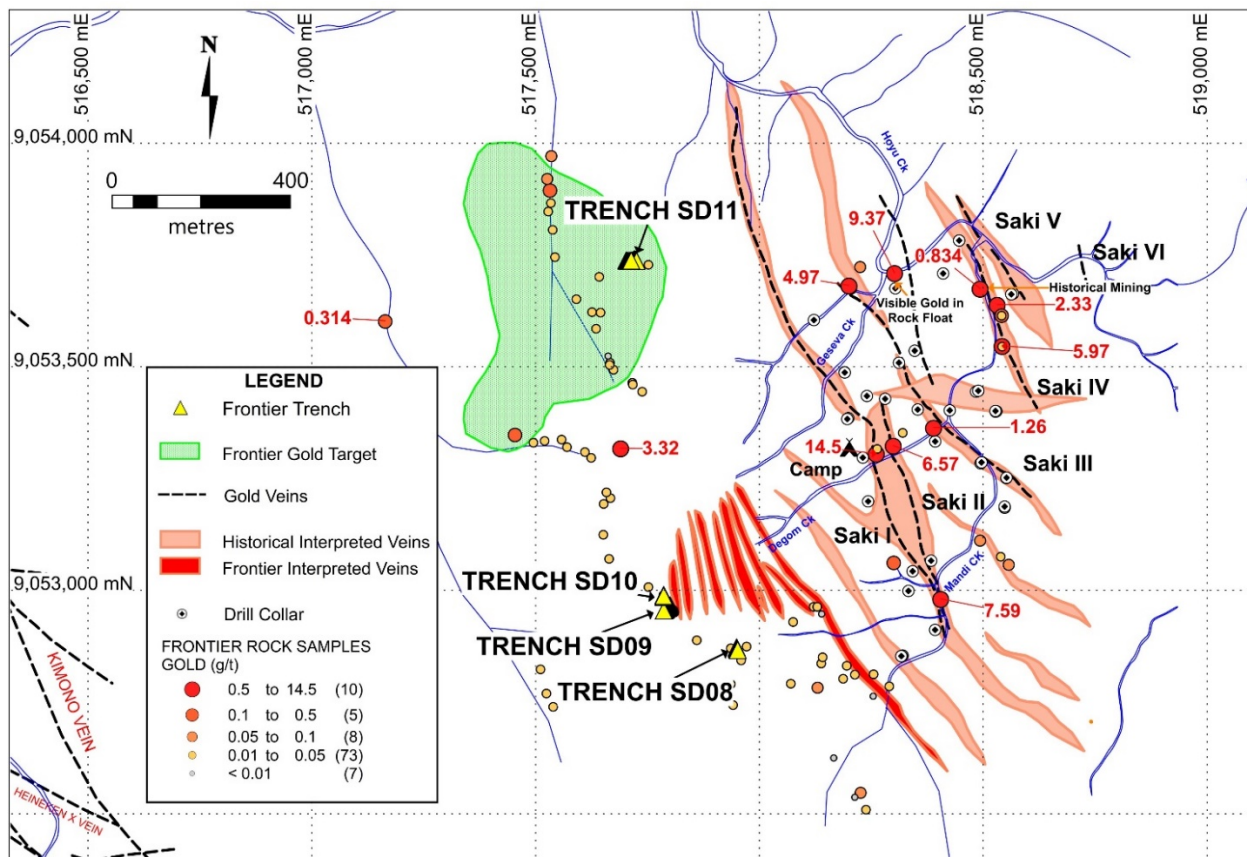 516,500 mE
517,000 mE
517,500 mE
518,500 mE
519,000 mE
N
9,054,000 mN
0 400
metres
TRENCH SD11
Hoyu Ck
9.37
Saki V
0.834
Saki VI
4.97
Historical Mining
Visible Gold in
Rock Float
2.33
0.314
Geseva Ck
5.97
9,053,500 mN
Saki IV
LEGEND
Frontier Trench
Frontier Gold Target
Gold Veins
Historical Interpreted Veins
Frontier Interpreted Veins
Drill Collar
FRONTIER ROCK SAMPLES
GOLD (g/t)
0.5 to 14.5 (10)
0.1 to 0.5 (5)
0.05 to 0.1 (8)
0.01 to 0.05 (73)
< 0.01 (7)
3.32
14.5
Camp
1.26
6.57
Saki III
Saki II
Saki I
Degom Ck
Mandi Ck
9,053,000 mN
TRENCH SD10
TRENCH SD09
TRENCH SD08
7.59
KIMONO VEIN
HEINEKEN X VEIN